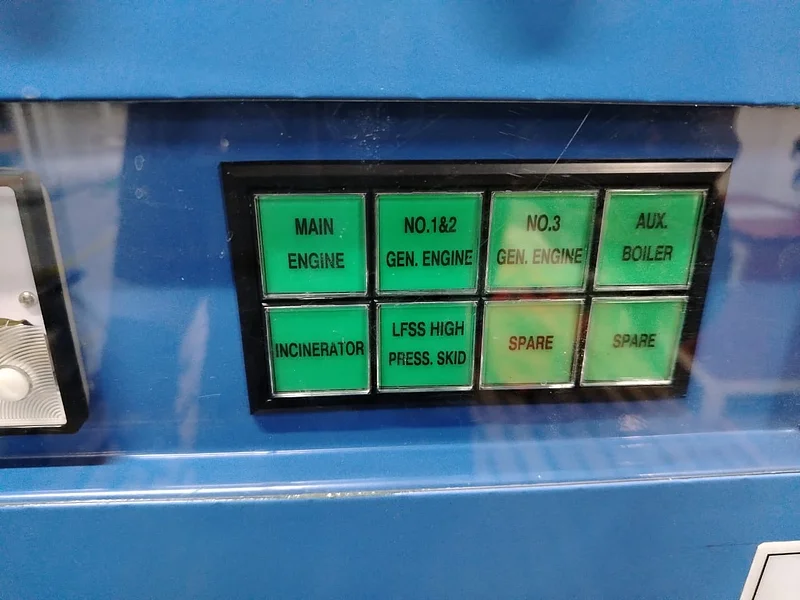 MAIN
ENGINE
NO.1&2
GEN. ENGINE
NO.3
GEN. ENGINE
AUX.
BOILER
INCINERATOR
LFSS HIGH
PRESS. SKID
SPARE
SPARE